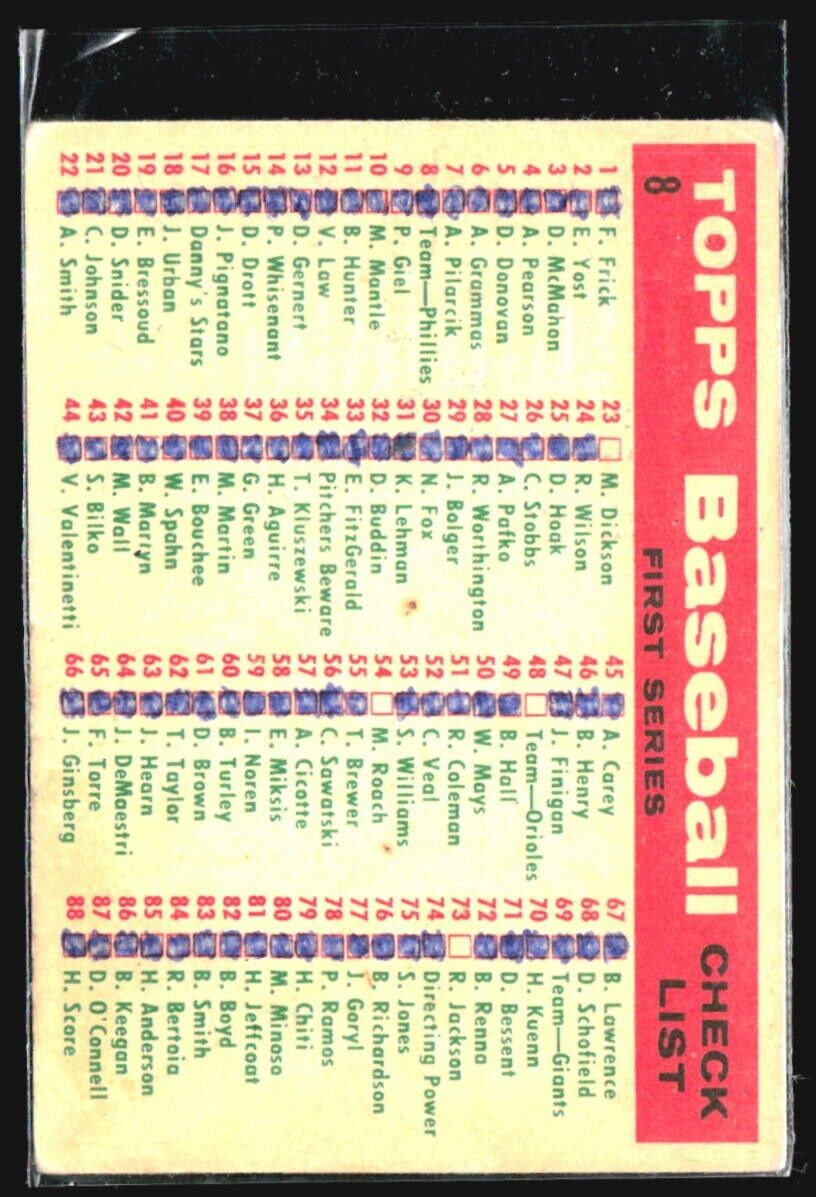 TOPPS Baseball CHECK LIST
8
FIRST SERIES
1 F. Frick
2 E. Yost
3 D. McMahon
4 A. Pearson
5 D. Donovan
6 A. Grammas
7 A. Pilarcik
8 Team—Phillies
9 P. Giel
10 M. Mantle
11 B. Hunter
12 V. Law
13 D. Gernert
14 P. Whisenant
15 D. Drott
16 J. Pignatano
17 Danny's Stars
18 J. Urban
19 E. Bressoud
20 D. Snider
21 C. Johnson
22 A. Smith
23 M. Dickson
24 R. Wilson
25 D. Hoak
26 C. Stobbs
27 A. Pafko
28 R. Worthington
29 J. Bolger
30 N. Fox
31 K. Lehman
32 D. Buddin
33 E. FitzGerald
34 Pitchers Beware
35 T. Kluszewski
36 H. Aguirre
37 G. Green
38 M. Martin
39 E. Bouchee
40 W. Spahn
41 B. Martyn
42 M. Wall
43 S. Bilko
44 V. Valentinetti
45 A. Carey
46 B. Henry
47 J. Finigan
48 Team—Orioles
49 B. Hall
50 W. Mays
51 R. Coleman
52 C. Veal
53 S. Williams
54 M. Roach
55 T. Brewer
56 C. Sawatski
57 A. Cicotte
58 E. Miksis
59 I. Noren
60 B. Turley
61 D. Brown
62 T. Taylor
63 J. Hearn
64 J. DeMaestri
65 F. Torre
66 J. Ginsberg
67 B. Lawrence
68 D. Schofield
69 Team—Giants
70 H. Kuenn
71 D. Bessent
72 B. Renna
73 R. Jackson
74 Directing Power
75 S. Jones
76 B. Richardson
77 J. Goryl
78 P. Ramos
79 H. Chiti
80 M. Minoso
81 H. Jeffcoat
82 B. Boyd
83 B. Smith
84 R. Bertoia
85 H. Anderson
86 B. Keegan
87 D. O'Connell
88 H. Score